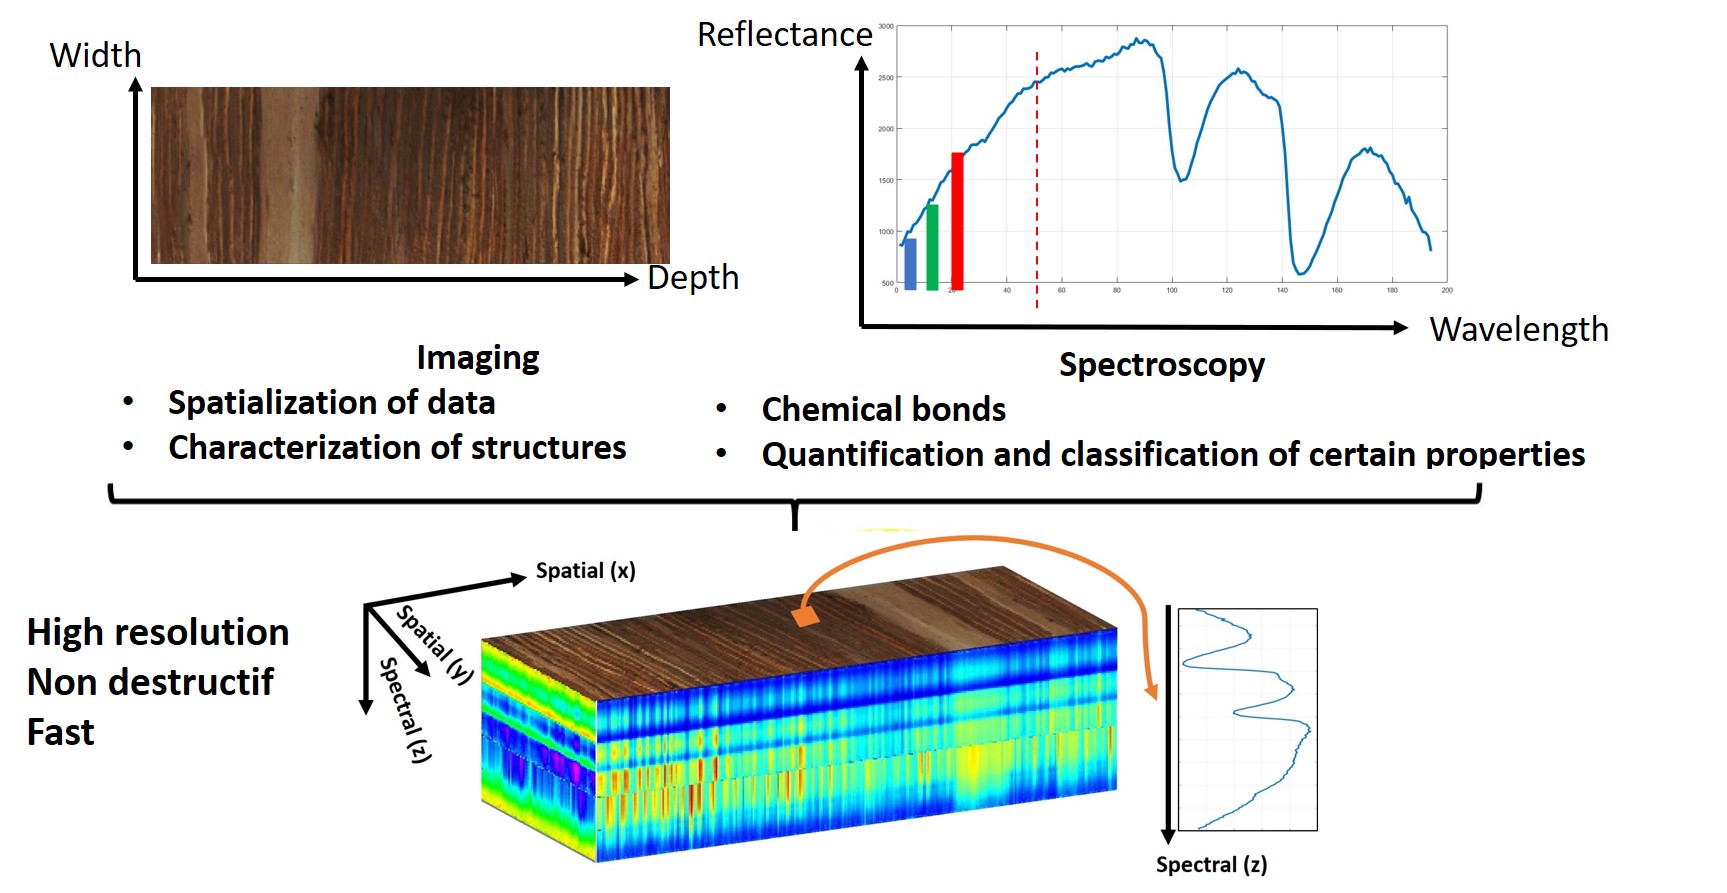 Width
Depth
Reflectance
3000
2500
2000
1500
1000
500
0
20
40
60
80
100
120
140
160
180
200
Wavelength
Imaging
• Spatialization of data
• Characterization of structures
Spectroscopy
• Chemical bonds
• Quantification and classification of certain properties
High resolution
Non destructif
Fast
Spatial (x)
Spatial (y)
Spectral (z)
Spectral (z)